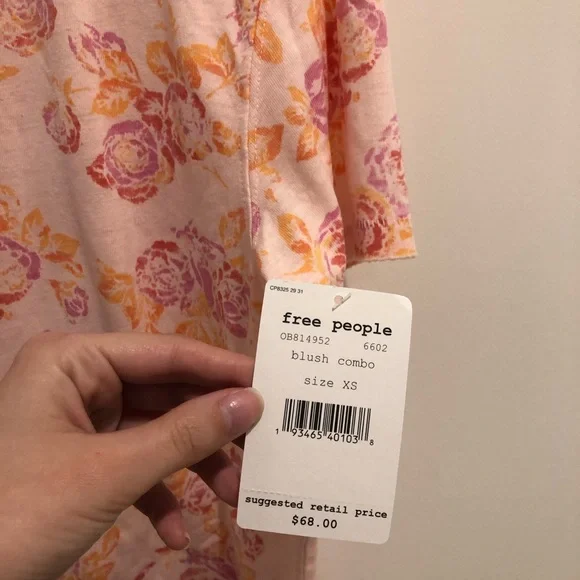 CP8325 29 31
free people
OB814952 6602
blush combo
size XS
1 93465 40103 8
suggested retail price
$68.00